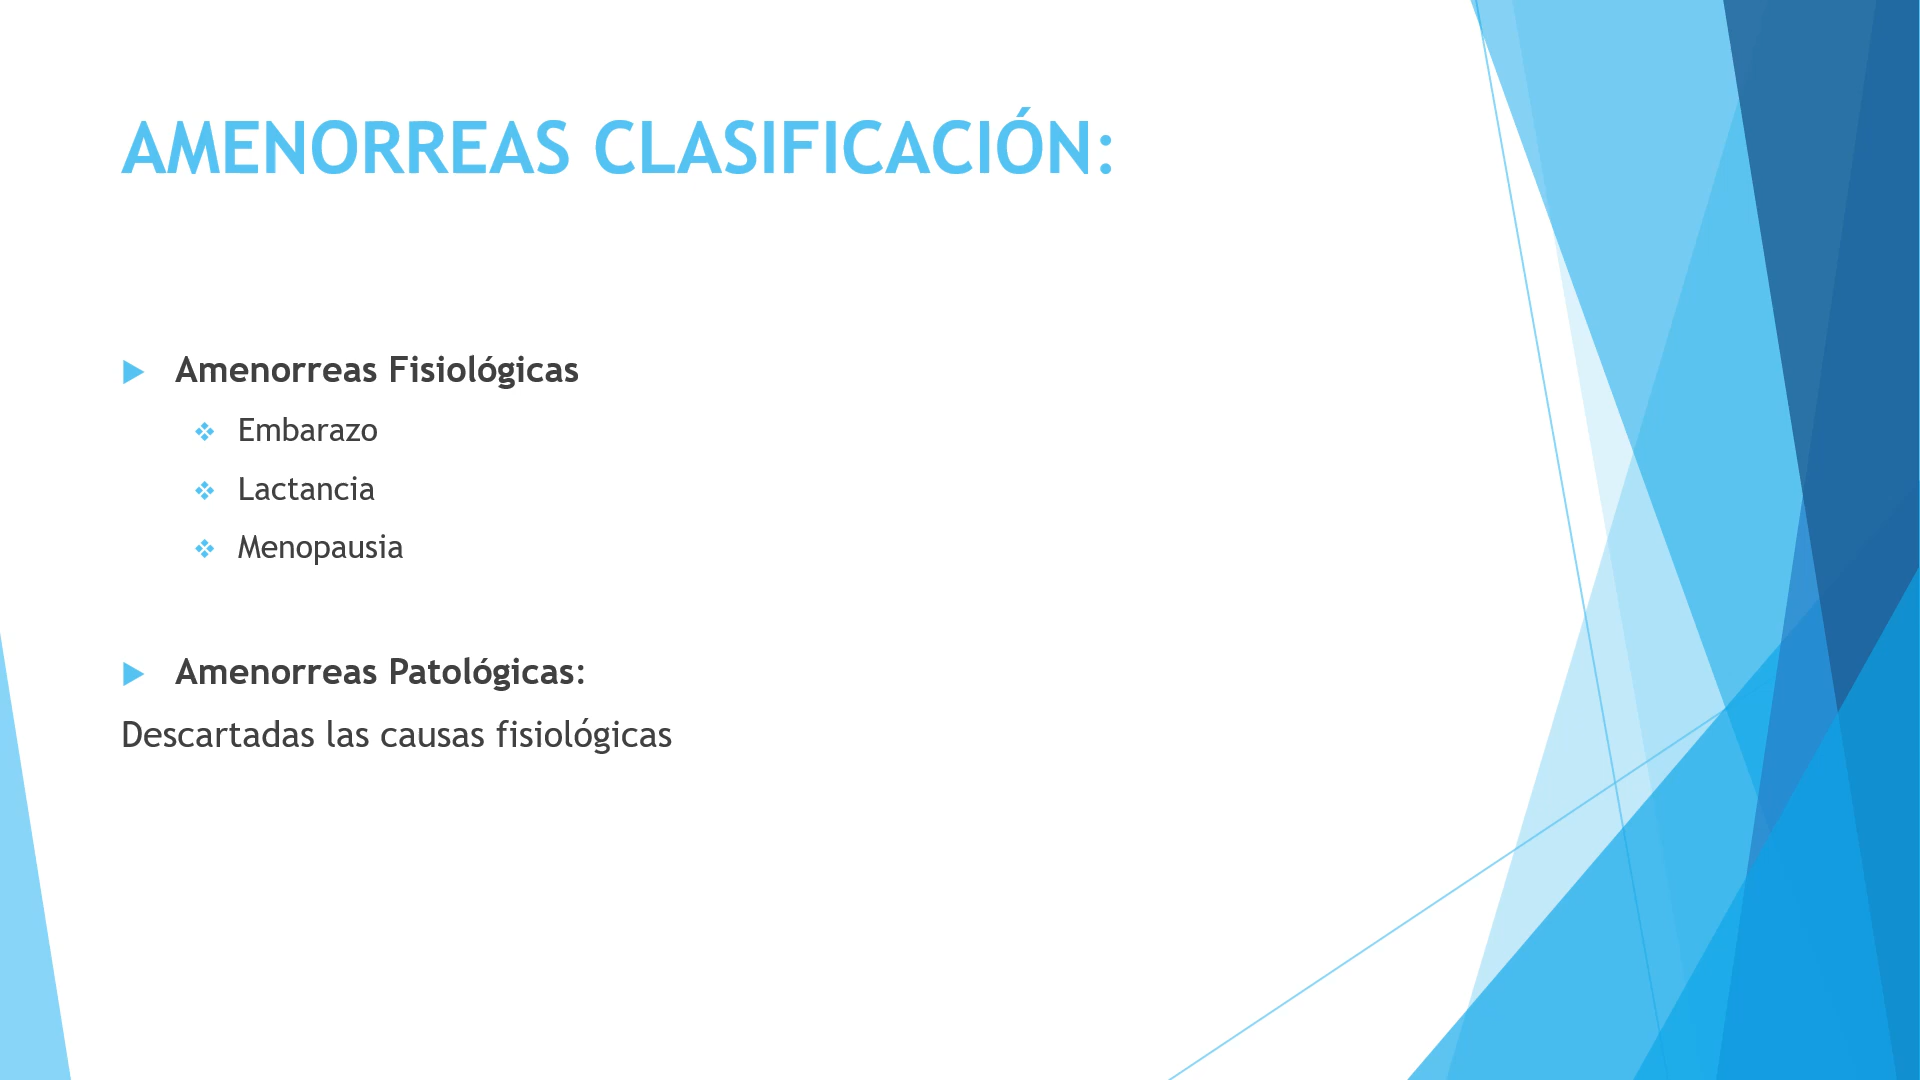 AMENORREAS CLASIFICACIÓN:
Amenorreas Fisiológicas
Embarazo
Lactancia
Menopausia
Amenorreas Patológicas:
Descartadas las causas fisiológicas